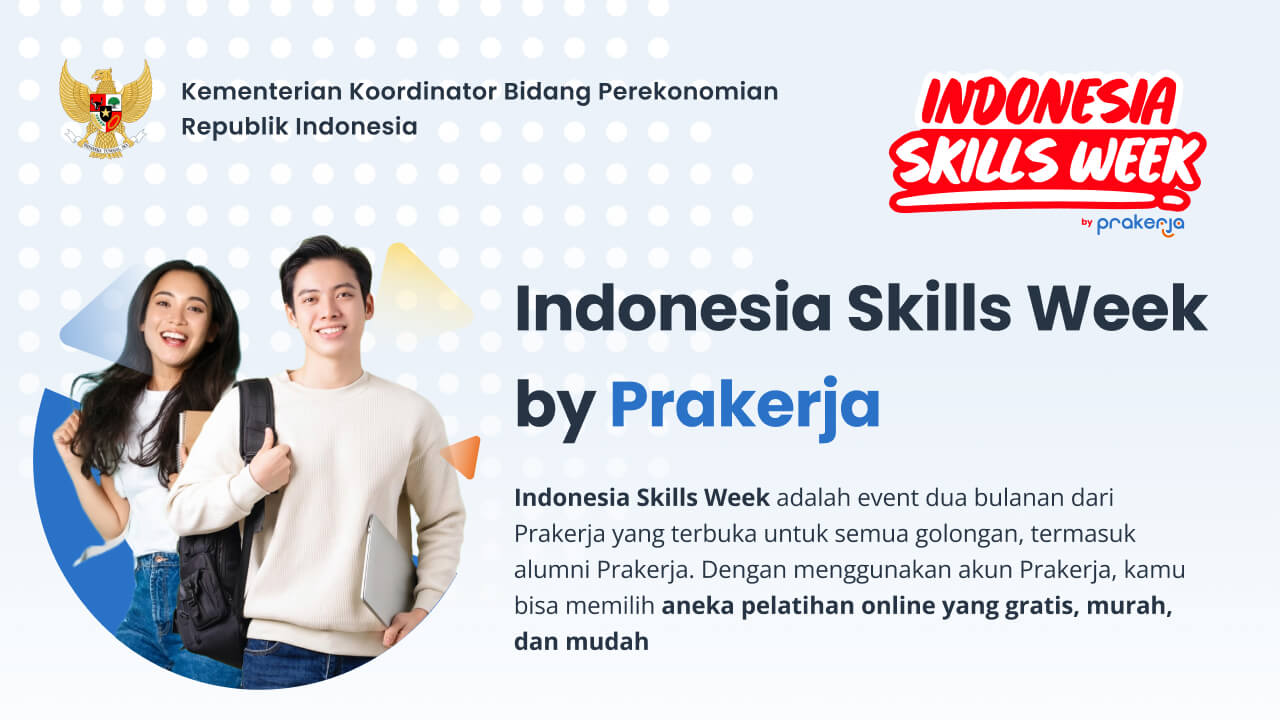 Kementerian Koordinator Bidang Perekonomian
Republik Indonesia
INDONESIA
SKILLS WEEK
by prakerja
Indonesia Skills Week
by Prakerja
Indonesia Skills Week adalah event dua bulanan dari
Prakerja yang terbuka untuk semua golongan, termasuk
alumni Prakerja. Dengan menggunakan akun Prakerja, kamu
bisa memilih aneka pelatihan online yang gratis, murah,
dan mudah